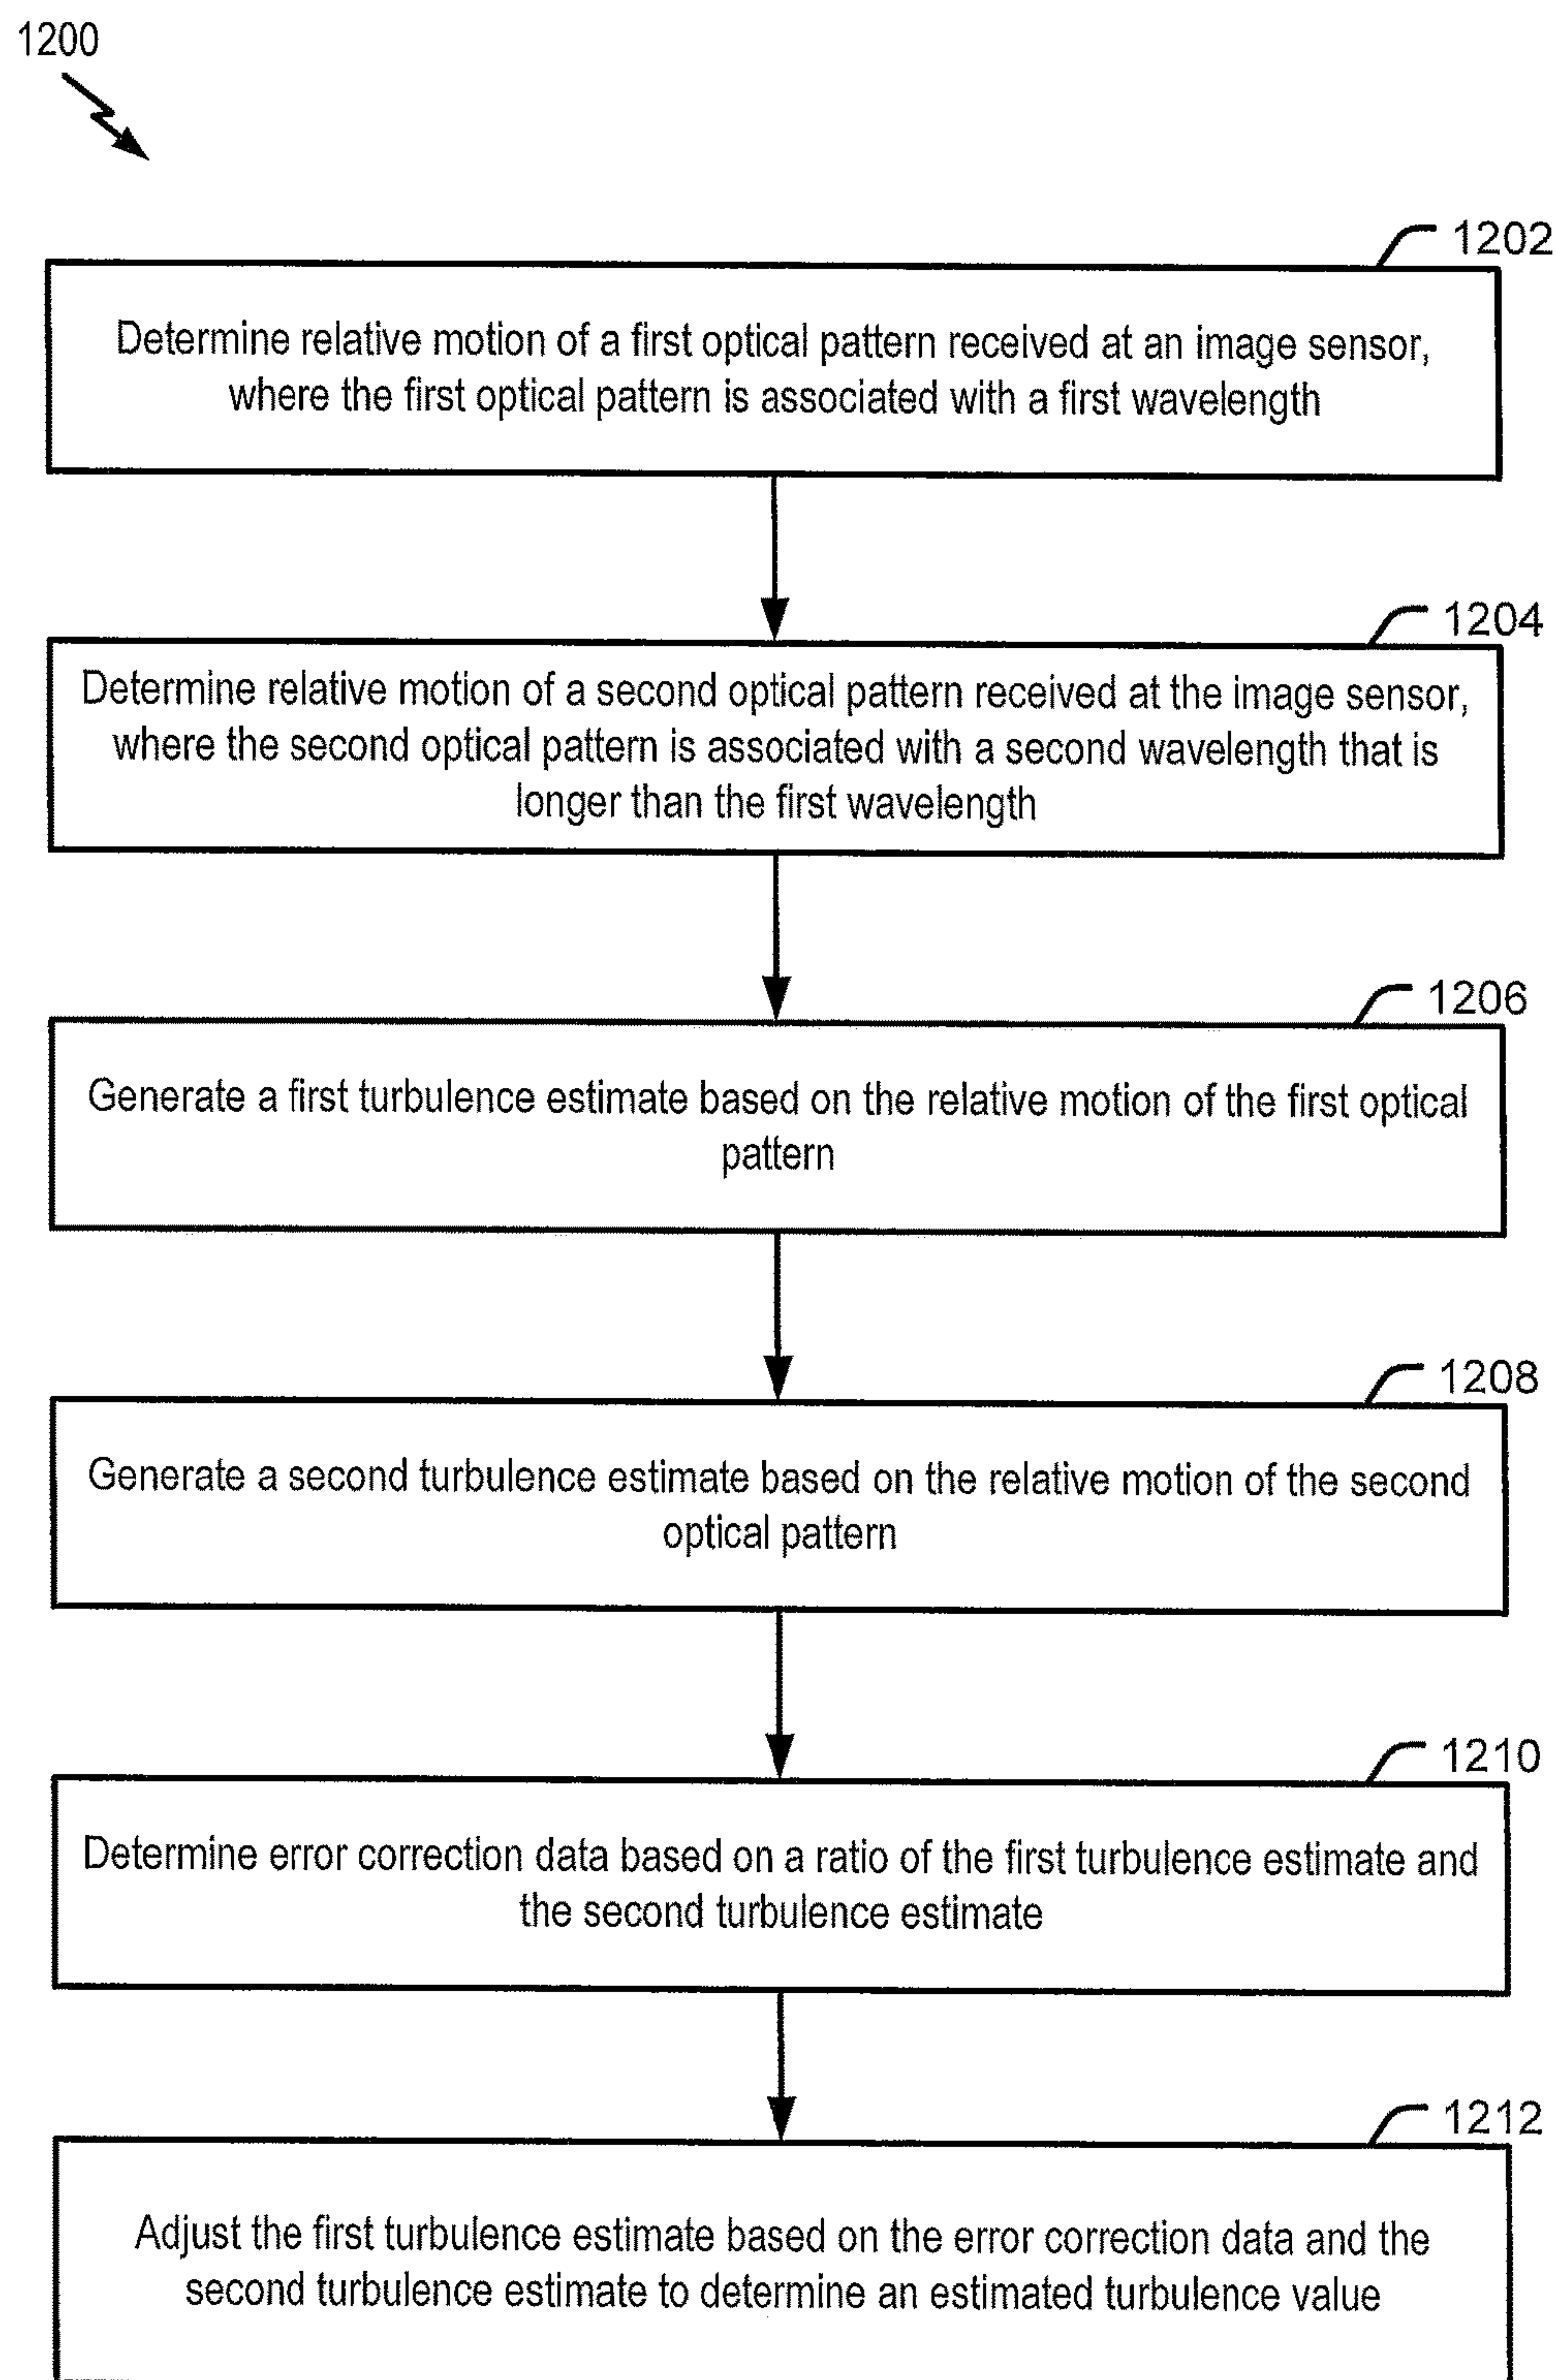 1200
1202
Determine relative motion of a first optical pattern received at an image sensor,
where the first optical pattern is associated with a first wavelength
1204
Determine relative motion of a second optical pattern received at the image sensor,
where the second optical pattern is associated with a second wavelength that is
longer than the first wavelength
1206
Generate a first turbulence estimate based on the relative motion of the first optical
pattern
1208
Generate a second turbulence estimate based on the relative motion of the second
optical pattern
1210
Determine error correction data based on a ratio of the first turbulence estimate and
the second turbulence estimate
1212
Adjust the first turbulence estimate based on the error correction data and the
second turbulence estimate to determine an estimated turbulence value